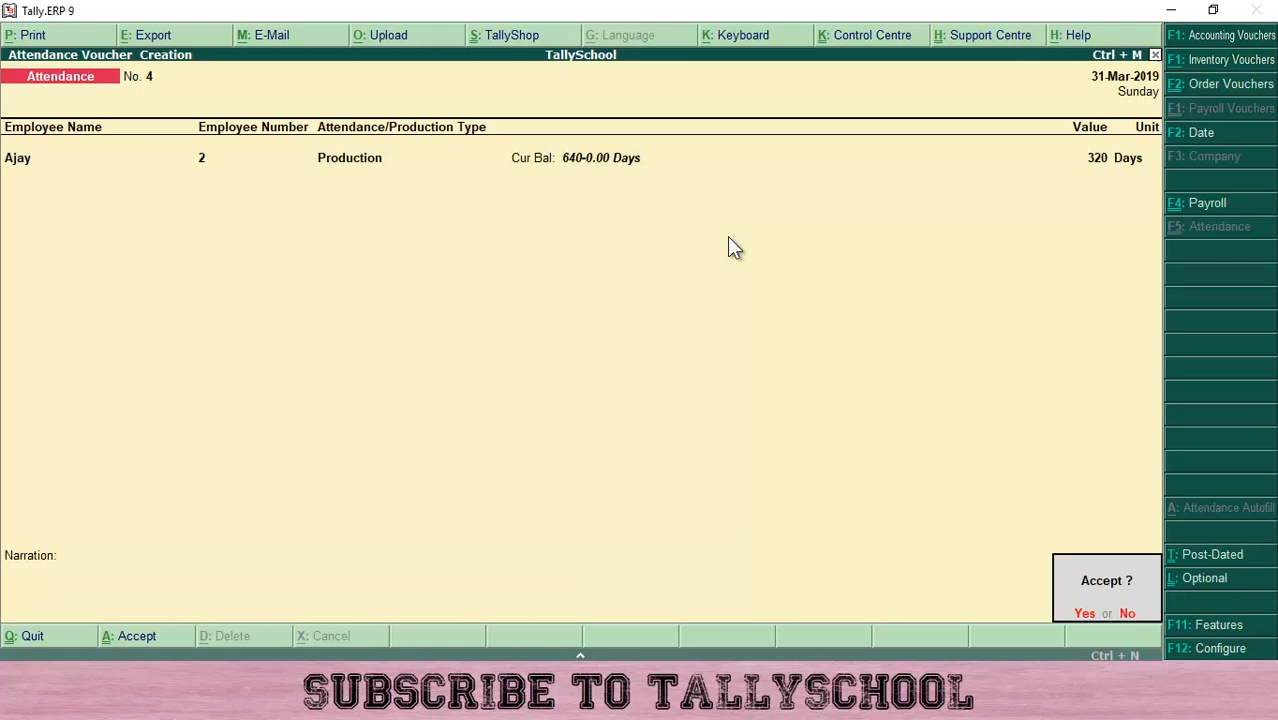 Tally.ERP 9
P: Print E: Export M: E-Mail O: Upload S: TallyShop G: Language K: Keyboard K: Control Centre H: Support Centre H: Help
Attendance Voucher Creation TallySchool Ctrl + M
Attendance No. 4 31-Mar-2019
Sunday
Employee Name Employee Number Attendance/Production Type Value Unit
Ajay 2 Production Cur Bal: 640-0.00 Days 320 Days
Narration:
Accept ?
Yes or No
Q: Quit A: Accept D: Delete X: Cancel
Ctrl + N
F1: Accounting Vouchers
F1: Inventory Vouchers
F2: Order Vouchers
F1: Payroll Vouchers
F2: Date
F3: Company
F4: Payroll
F5: Attendance
A: Attendance Autofill
T: Post-Dated
L: Optional
F11: Features
F12: Configure
SUBSCRIBE TO TALLYSCHOOL